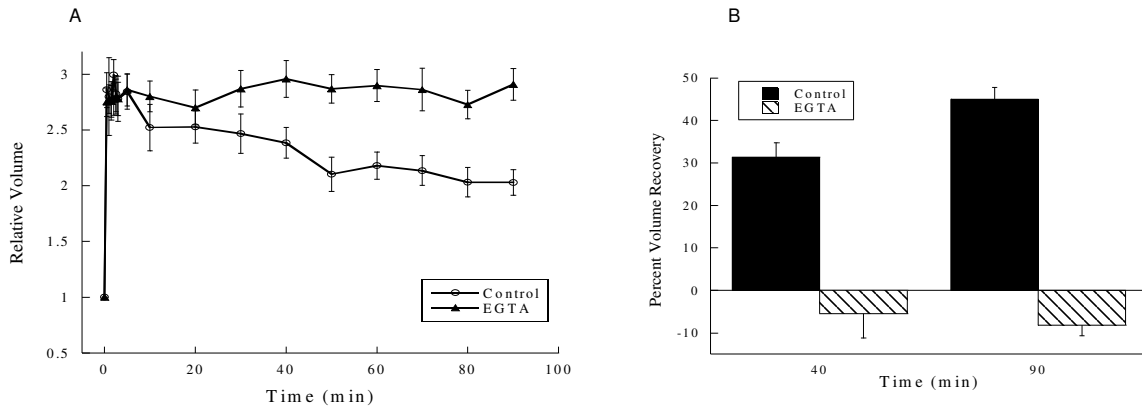 A
Relative Volume
3
2.5
2
1.5
1
0.5
Control
EGTA
0
20
40
60
80
100
Time (min)
B
Percent Volume Recovery
50
40
30
20
10
0
-10
Control
EGTA
40
90
Time (min)